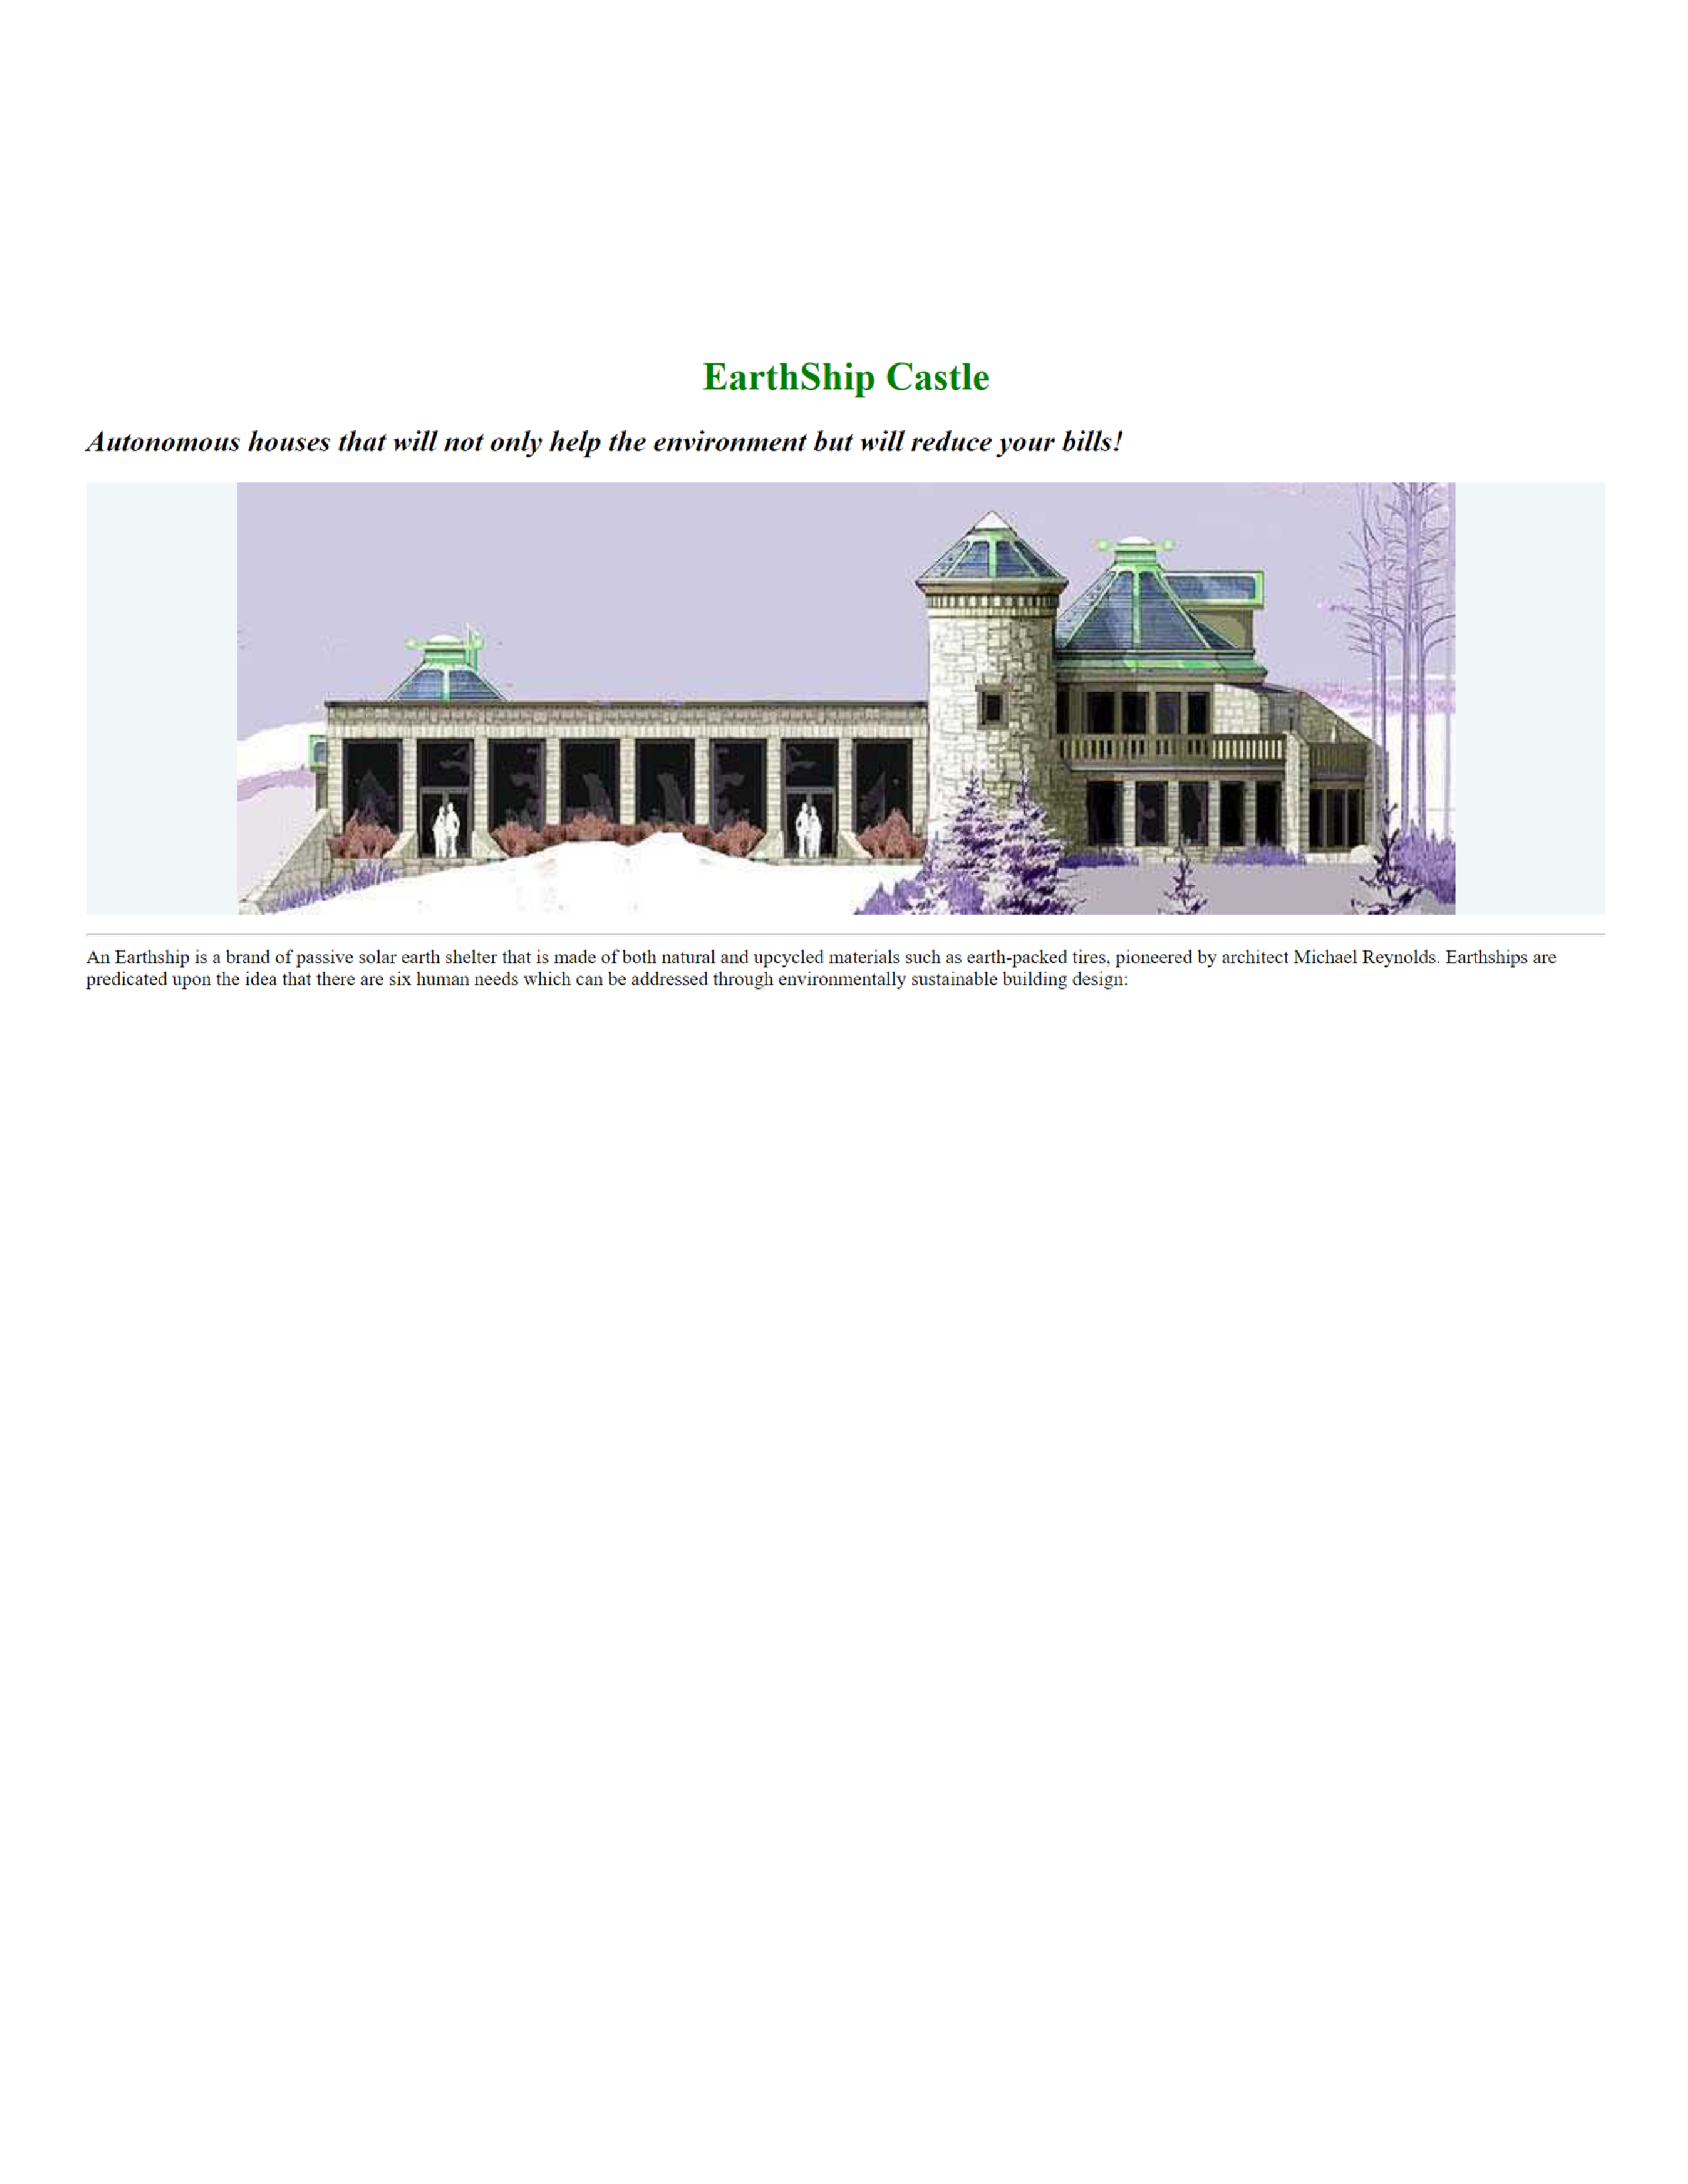 EarthShip Castle
Autonomous houses that will not only help the environment but will reduce your bills!
An Earthship is a brand of passive solar earth shelter that is made of both natural and upcycled materials such as earth-packed tires, pioneered by architect Michael Reynolds. Earthships are
predicated upon the idea that there are six human needs which can be addressed through environmentally sustainable building design: